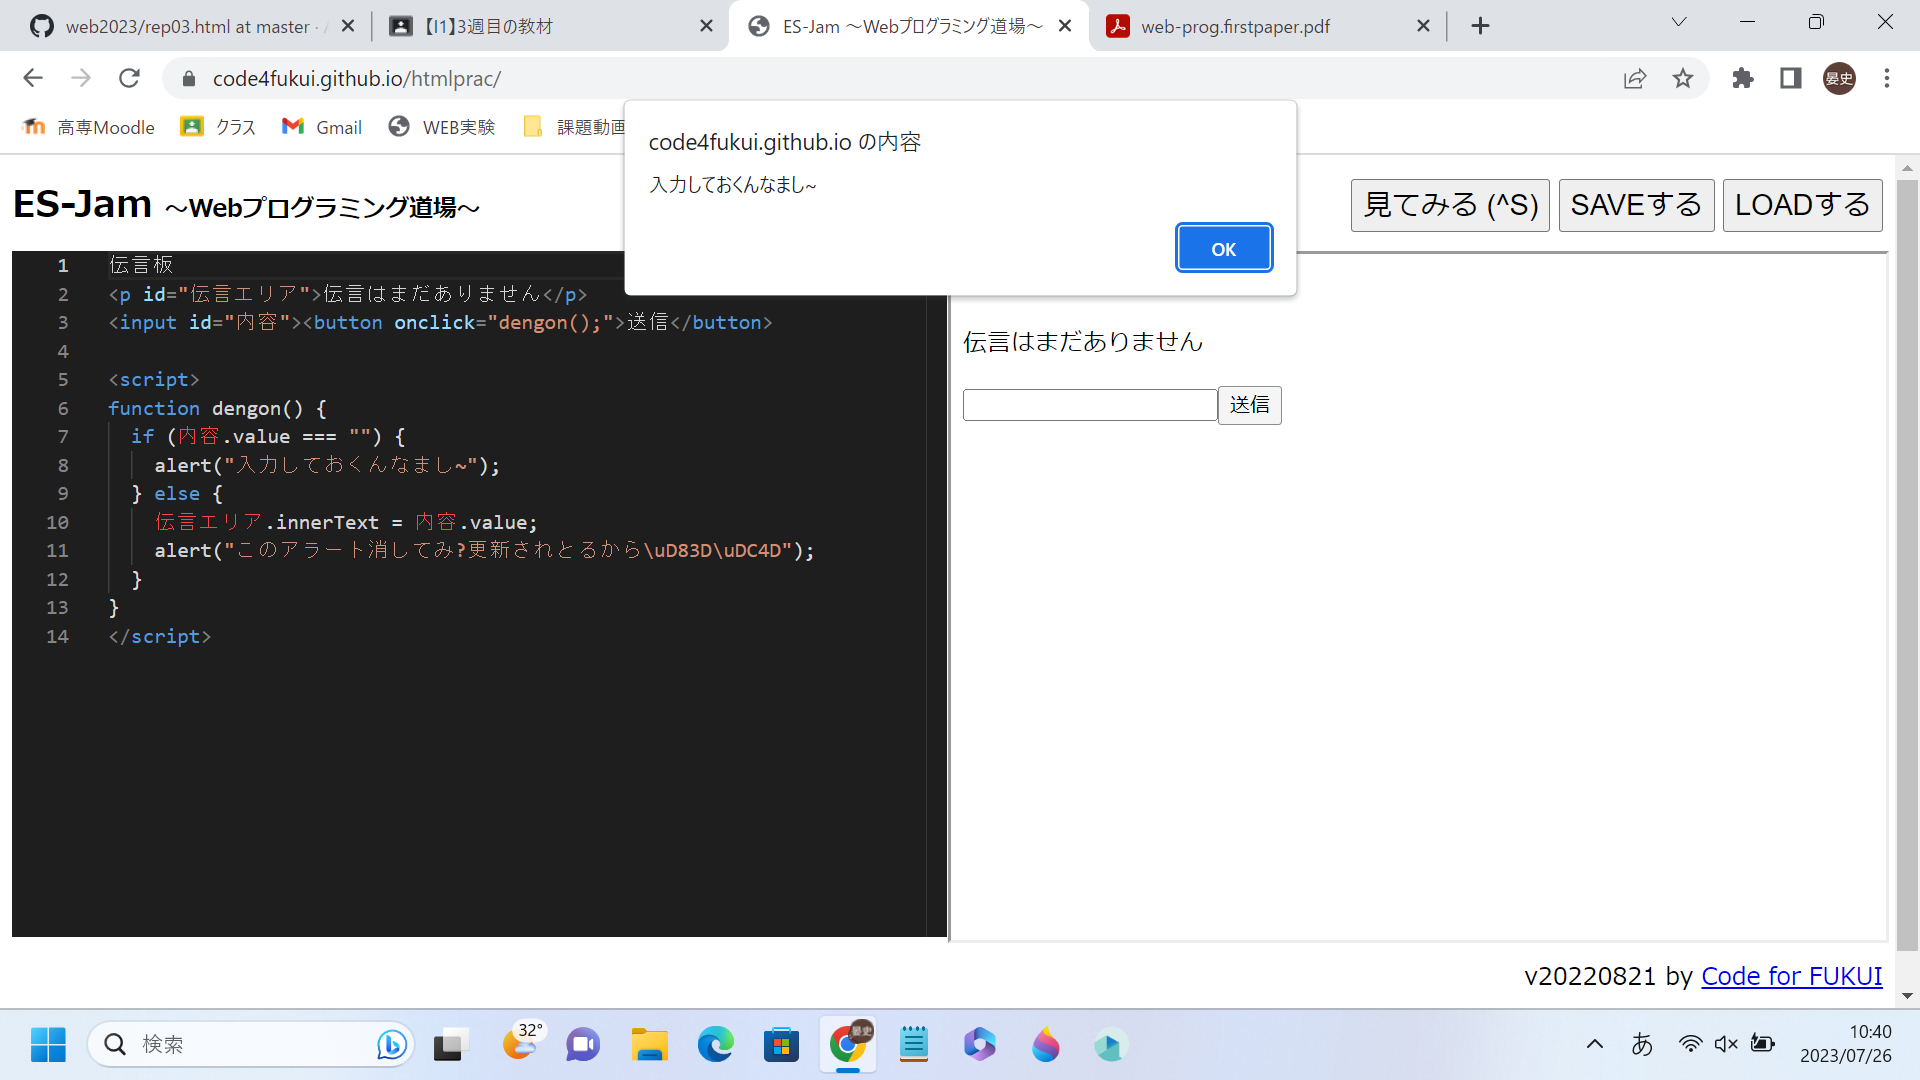 web2023/rep03.html at master ·
【I1】3週目の教材
ES-Jam ～Webプログラミング道場～
web-prog.firstpaper.pdf
code4fukui.github.io/htmlprac/
晏史
高専Moodle
クラス
Gmail
WEB実験
課題動画
code4fukui.github.io の内容
入力しておくんなまし~
OK
ES-Jam ～Webプログラミング道場～
見てみる (^S)
SAVEする
LOADする
1 伝言板
2 <p id="伝言エリア">伝言はまだありません</p>
3 <input id="内容"><button onclick="dengon();">送信</button>
4
5 <script>
6 function dengon() {
7 if (内容.value === "") {
8 alert("入力しておくんなまし~");
9 } else {
10 伝言エリア.innerText = 内容.value;
11 alert("このアラート消してみ?更新されとるから\uD83D\uDC4D");
12 }
13 }
14 </script>
伝言はまだありません
送信
v20220821 by Code for FUKUI
検索
32°
晏史
あ
10:40
2023/07/26